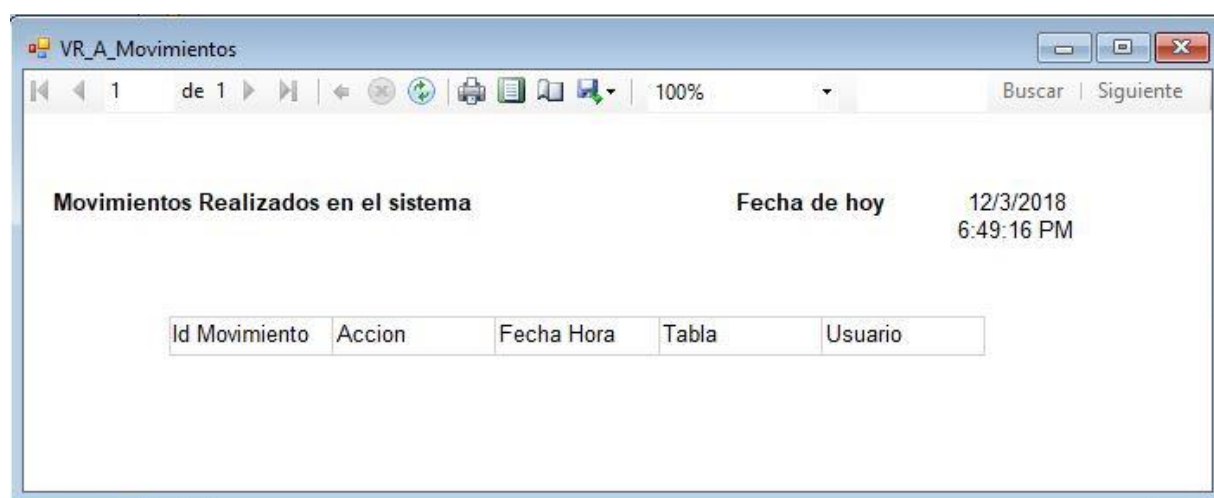 VR_A_Movimientos
1 de 1 100% Buscar | Siguiente
Movimientos Realizados en el sistema Fecha de hoy 12/3/2018
6:49:16 PM
Id Movimiento Accion Fecha Hora Tabla Usuario